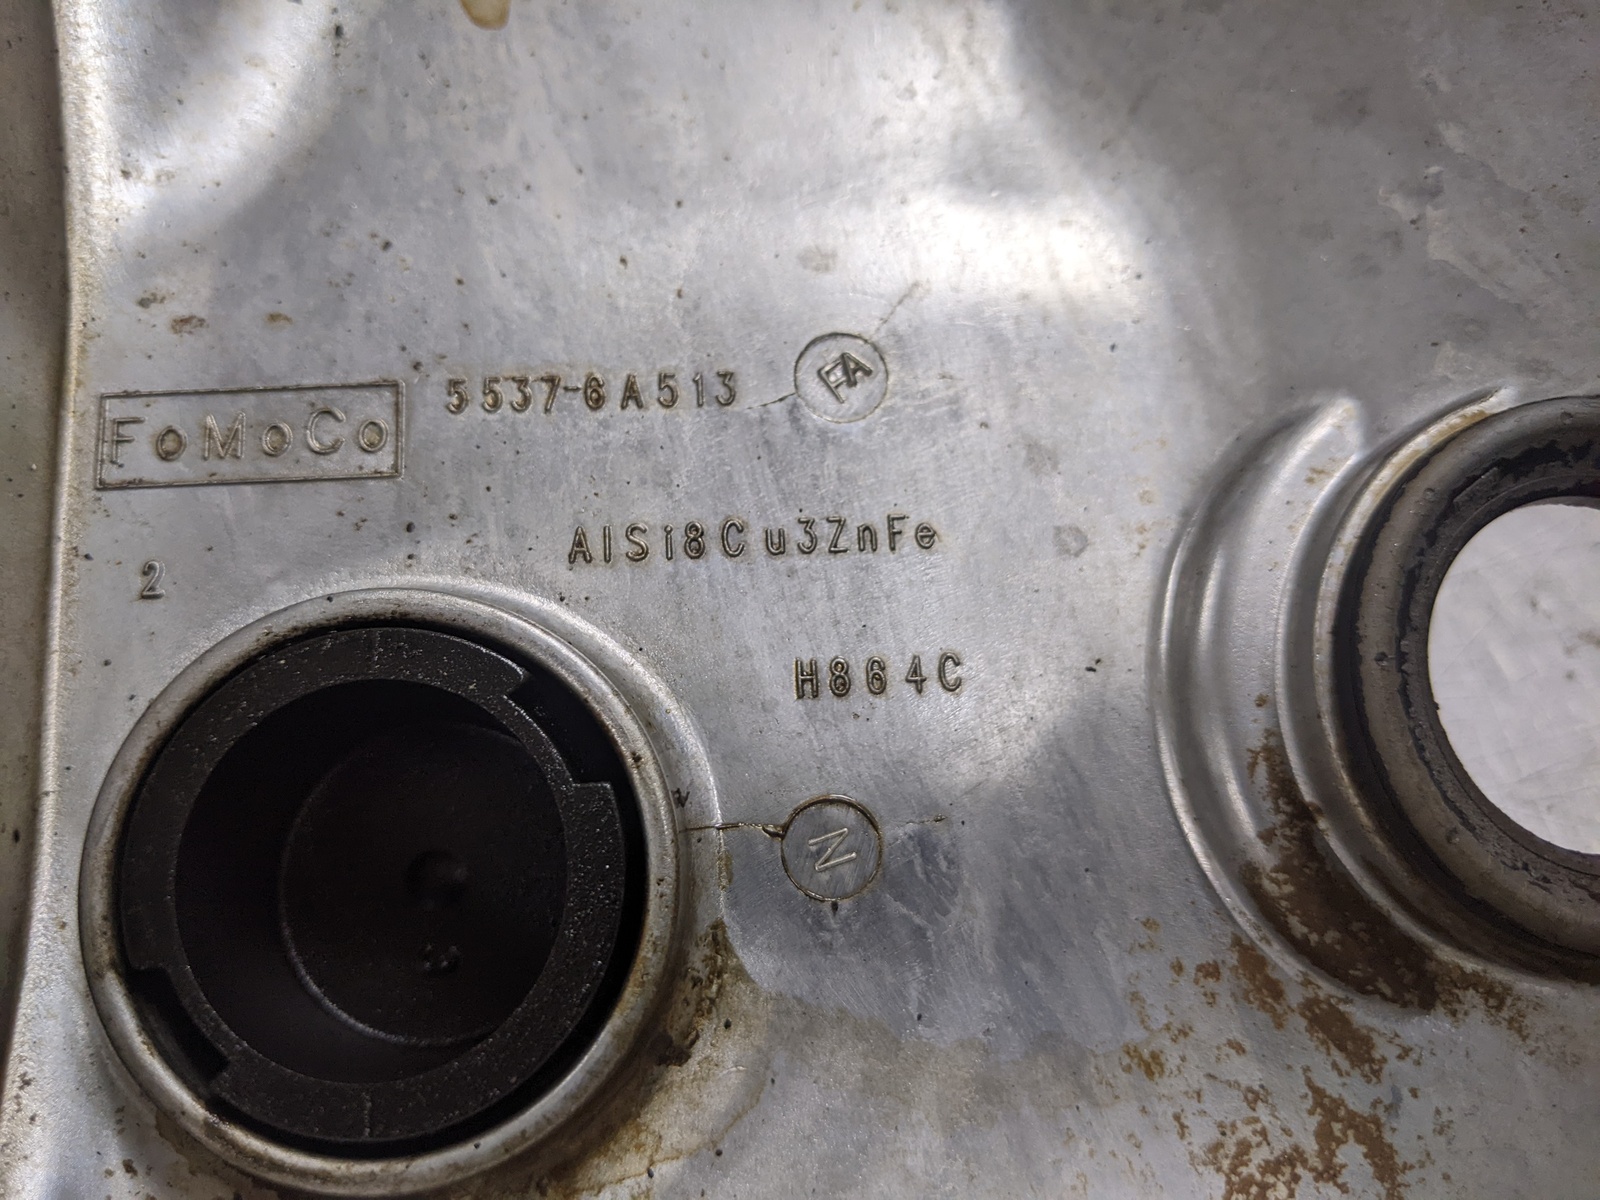 5537-6A513
FA
FoMoCo
AlSi8Cu3ZnFe
2
H864C
N